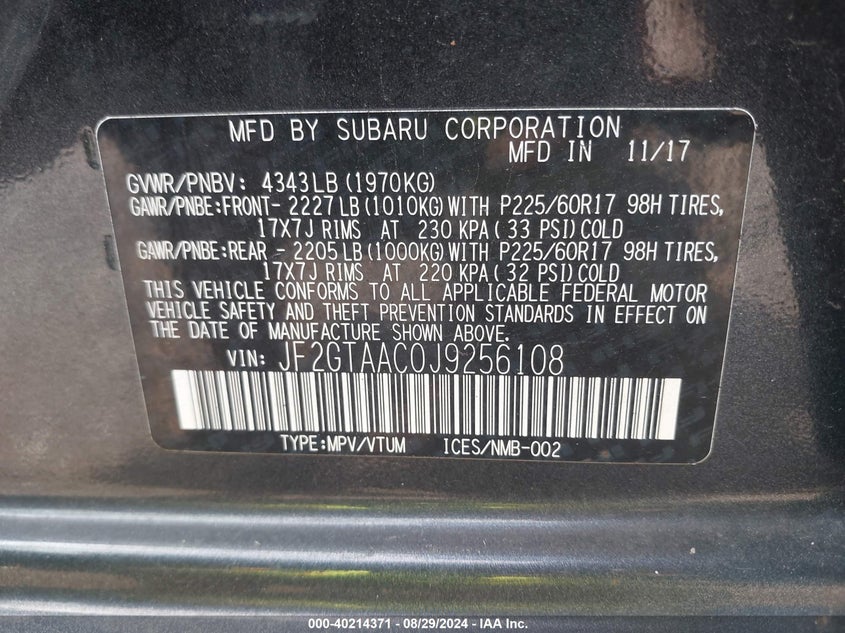 MFD BY SUBARU CORPORATION
MFD IN 11/17
GVWR/PNBV: 4343LB (1970KG)
GAWR/PNBE:FRONT- 2227LB (1010KG) WITH P225/60R17 98H TIRES,
17X7J RIMS AT 230 KPA( 33 PSI) COLD
GAWR/PNBE:REAR - 2205LB (1000KG) WITH P225/60R17 98H TIRES,
17X7J RIMS AT 220 KPA( 32 PSI) COLD
THIS VEHICLE CONFORMS TO ALL APPLICABLE FEDERAL MOTOR
VEHICLE SAFETY AND THEFT PREVENTION STANDARDS IN EFFECT ON
THE DATE OF MANUFACTURE SHOWN ABOVE.
VIN: JF2GTAAC0J9256108
TYPE:MPV/VTUM ICES/NMB-002
000-40214371 - 08/29/2024 - IAA Inc.